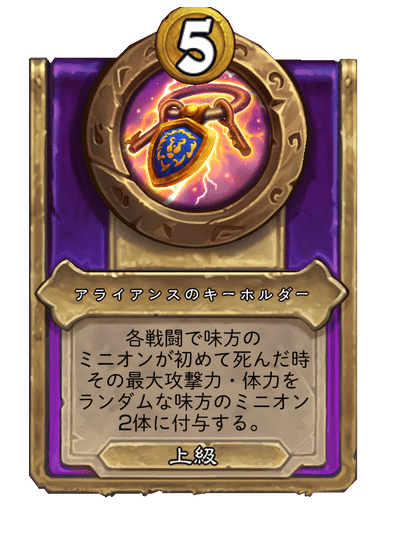 5
アライアンスのキーホルダー
各戦闘で味方の
ミニオンが初めて死んだ時
その最大攻撃力・体力を
ランダムな味方のミニオン
2体に付与する。
上級